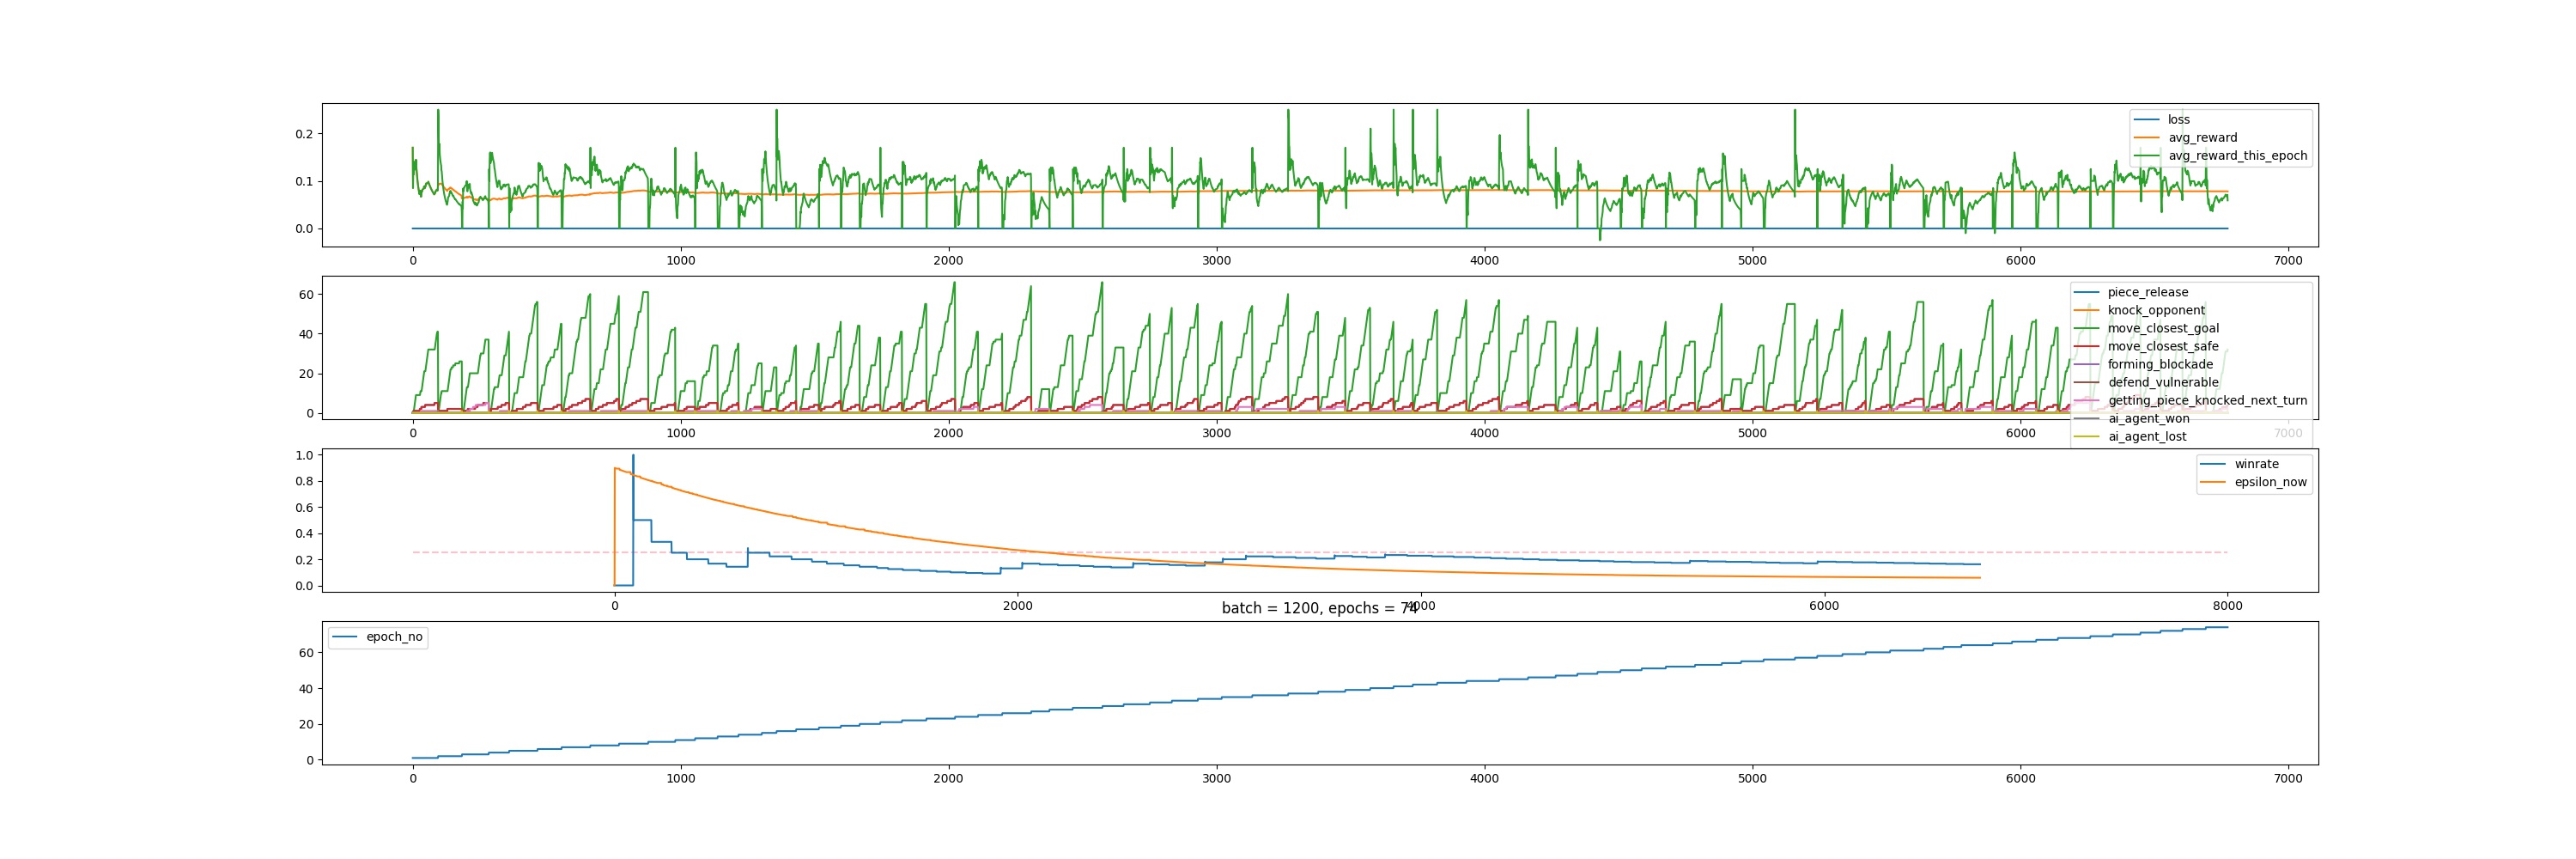 0.2
0.1
0.0
loss
avg_reward
avg_reward_this_epoch
0 1000 2000 3000 4000 5000 6000 7000
60
40
20
0
piece_release
knock_opponent
move_closest_goal
move_closest_safe
forming_blockade
defend_vulnerable
getting_piece_knocked_next_turn
ai_agent_won
ai_agent_lost
0 1000 2000 3000 4000 5000 6000 7000
1.0
0.8
0.6
0.4
0.2
0.0
winrate
epsilon_now
0 2000 4000 6000 8000
batch = 1200, epochs = 74
60
40
20
0
epoch_no
0 1000 2000 3000 4000 5000 6000 7000